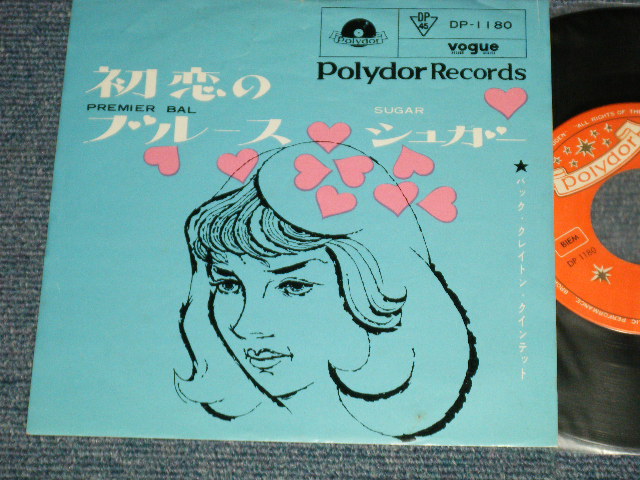 Polydor
DP
45
DP-1180
vogue
Polydor Records
初恋の
PREMIER BAL
SUGAR
ブルース シュガー
★バック・クレイトン・クインテット
polydor
BIEM
DP 1180